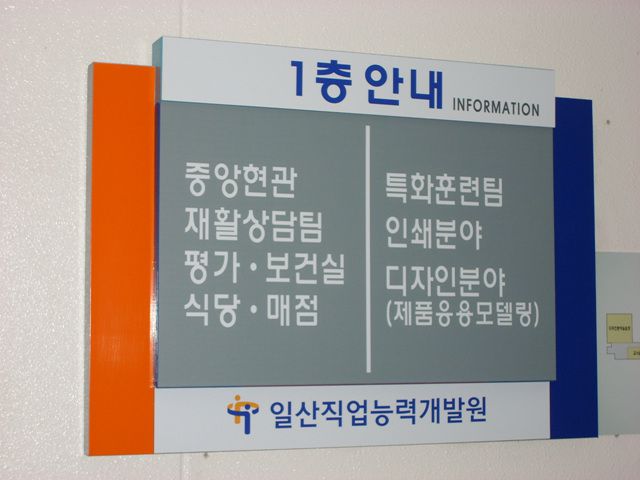 1층 안내 INFORMATION
중앙현관
재활상담팀
평가·보건실
식당·매점
특화훈련팀
인쇄분야
디자인분야
(제품응용모델링)
일산직업능력개발원